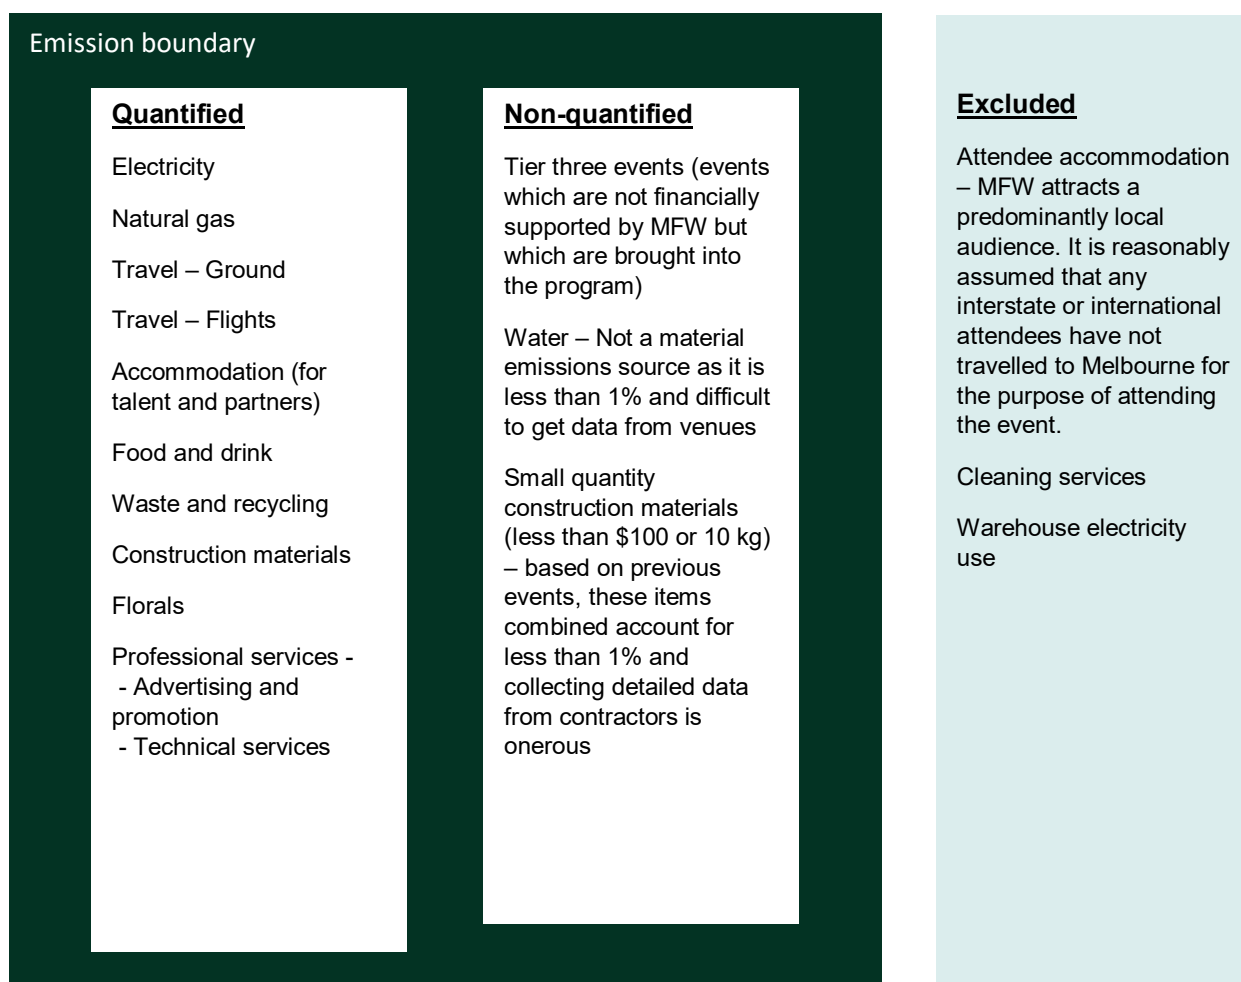 Emission boundary
Quantified
Electricity
Natural gas
Travel – Ground
Travel – Flights
Accommodation (for
talent and partners)
Food and drink
Waste and recycling
Construction materials
Florals
Professional services -
- Advertising and
promotion
- Technical services
Non-quantified
Tier three events (events
which are not financially
supported by MFW but
which are brought into
the program)
Water – Not a material
emissions source as it is
less than 1% and difficult
to get data from venues
Small quantity
construction materials
(less than $100 or 10 kg)
– based on previous
events, these items
combined account for
less than 1% and
collecting detailed data
from contractors is
onerous
Excluded
Attendee accommodation
– MFW attracts a
predominantly local
audience. It is reasonably
assumed that any
interstate or international
attendees have not
travelled to Melbourne for
the purpose of attending
the event.
Cleaning services
Warehouse electricity
use